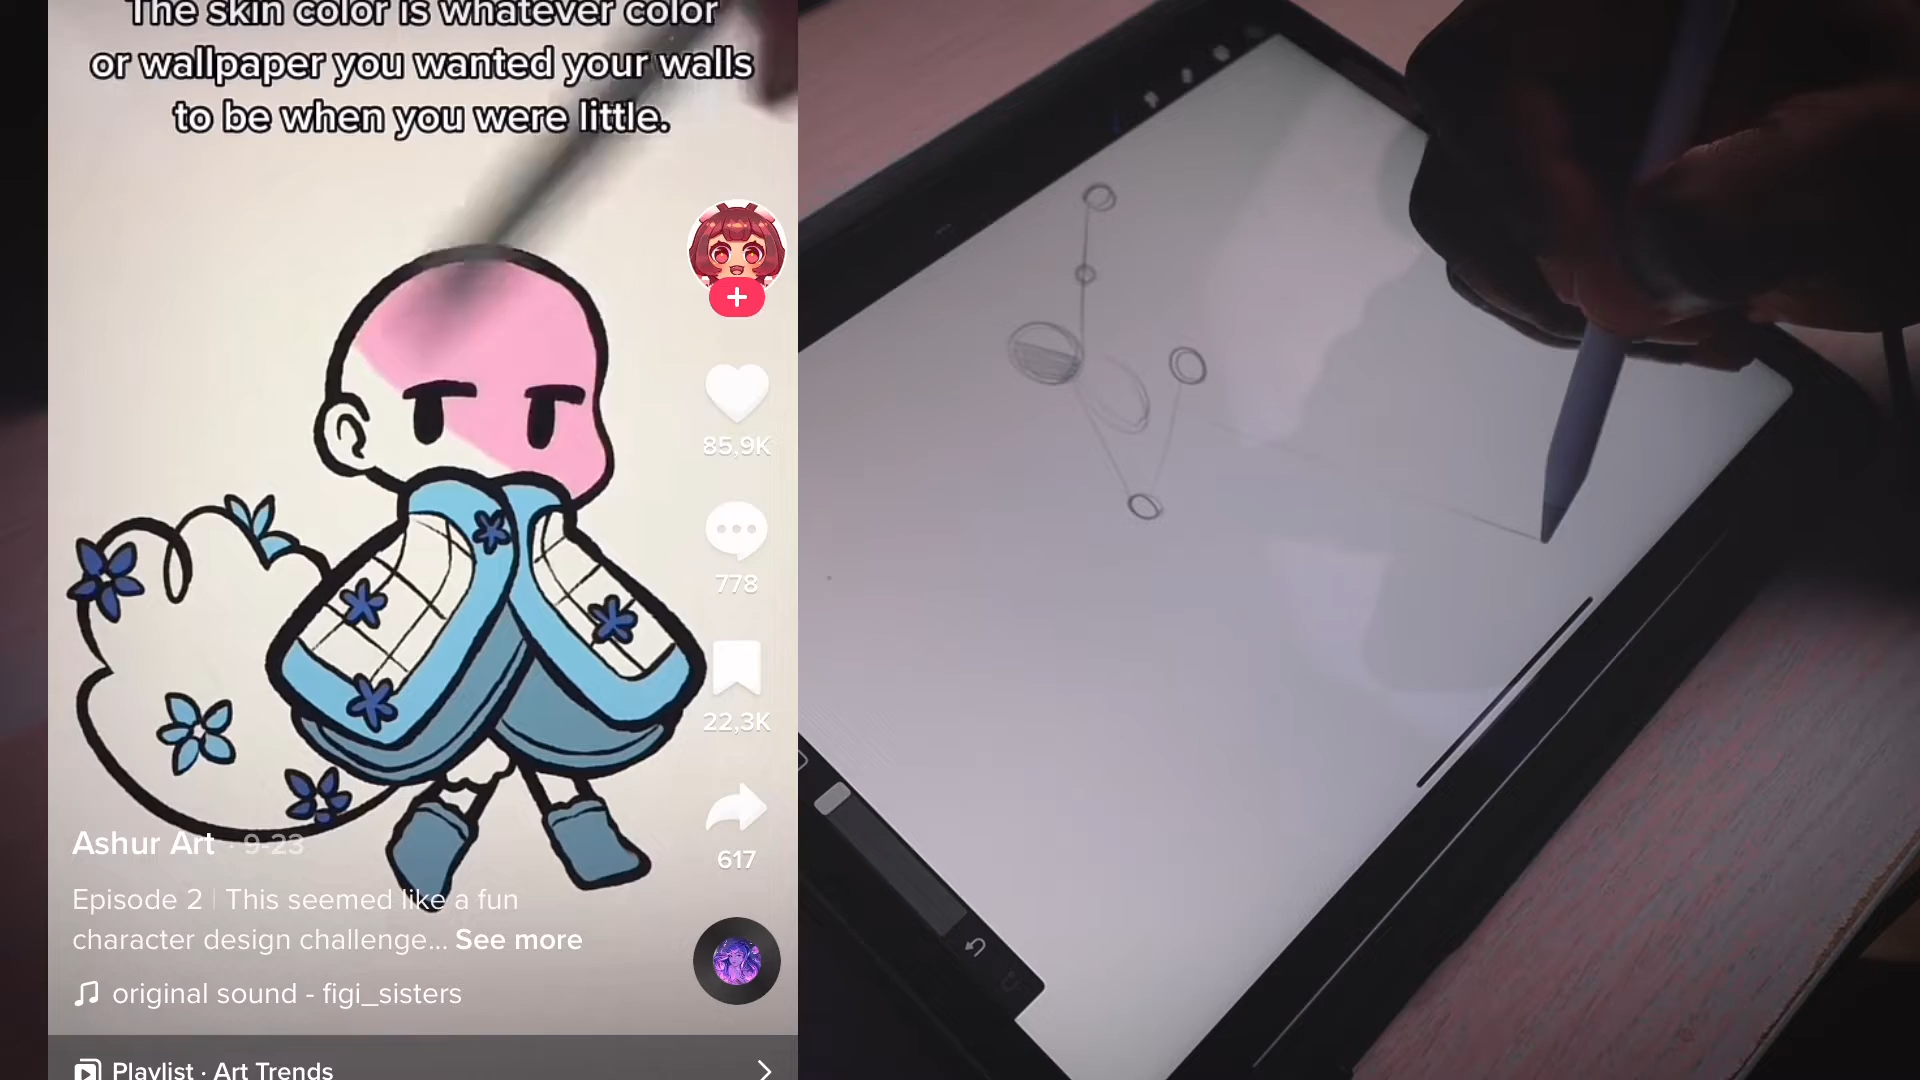 The skin color is whatever color
or wallpaper you wanted your walls
to be when you were little.
85,9K
778
22,3K
617
Ashur Art · 9-23
Episode 2 | This seemed like a fun
character design challenge... See more
original sound - figi_sisters
Playlist · Art Trends